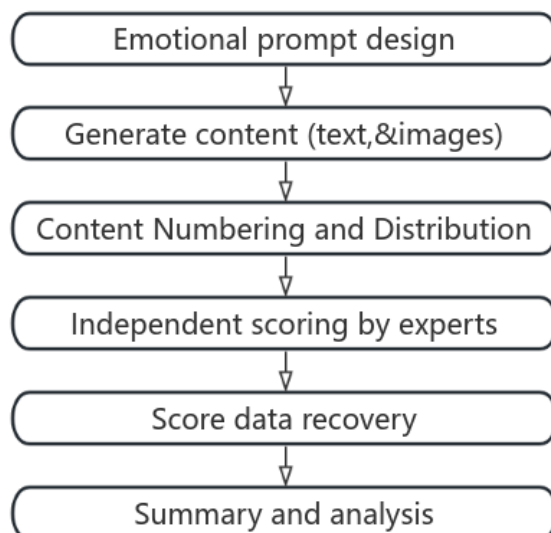 Emotional prompt design
Generate content (text,&images)
Content Numbering and Distribution
Independent scoring by experts
Score data recovery
Summary and analysis